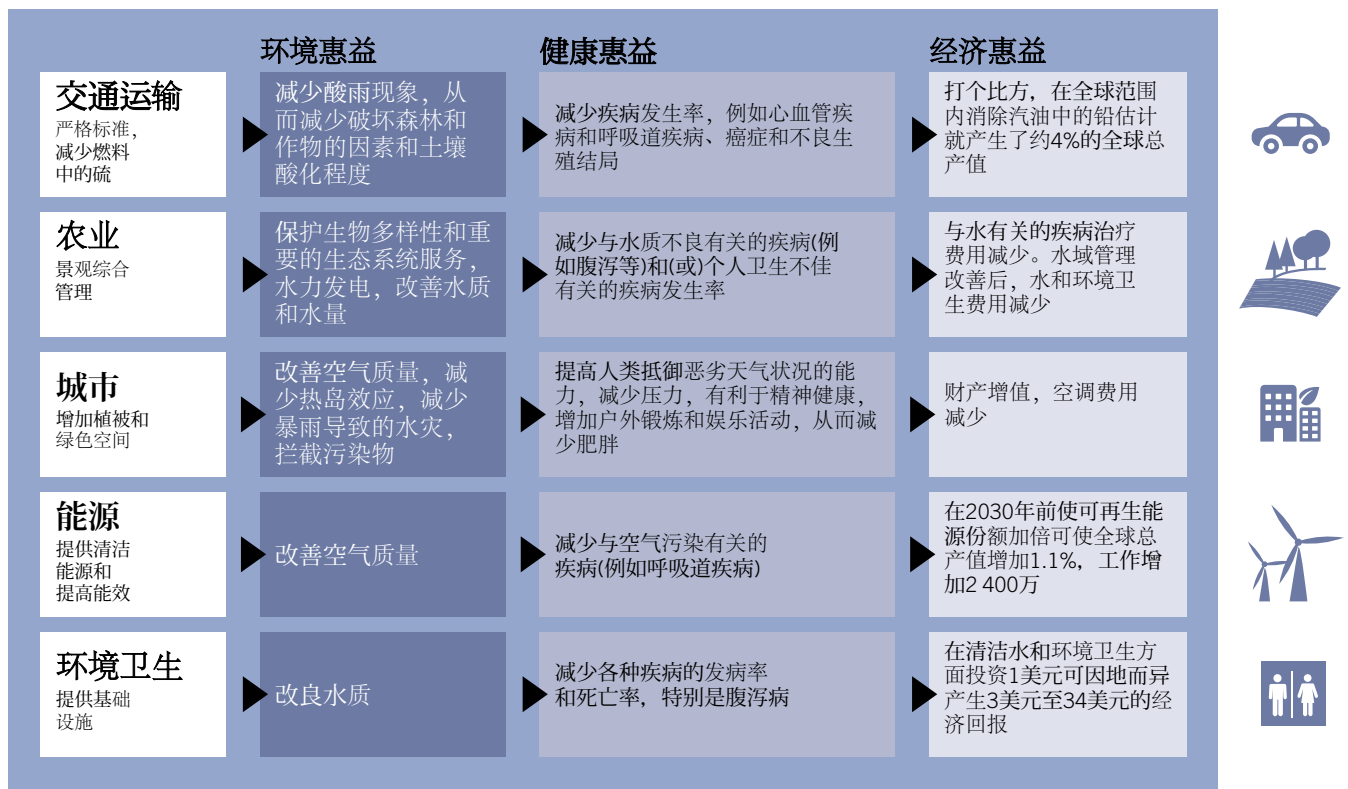 环境惠益
健康惠益
经济惠益
交通运输
严格标准，
减少燃料
中的硫
减少酸雨现象，从
而减少破坏森林和
作物的因素和土壤
酸化程度
减少疾病发生率，例如心血管疾
病和呼吸道疾病、癌症和不良生
殖结局
打个比方，在全球范围
内消除汽油中的铅估计
就产生了约4%的全球总
产值
农业
景观综合
管理
保护生物多样性和重
要的生态系统服务，
水力发电，改善水质
和水量
减少与水质不良有关的疾病(例
如腹泻等)和(或)个人卫生不佳
有关的疾病发生率
与水有关的疾病治疗
费用减少。水域管理
改善后，水和环境卫
生费用减少
城市
增加植被和
绿色空间
改善空气质量，减
少热岛效应，减少
暴雨导致的水灾，
拦截污染物
提高人类抵御恶劣天气状况的能
力，减少压力，有利于精神健康，
增加户外锻炼和娱乐活动，从而减
少肥胖
财产增值，空调费用
减少
能源
提供清洁
能源和
提高能效
改善空气质量
减少与空气污染有关的
疾病(例如呼吸道疾病)
在2030年前使可再生能
源份额加倍可使全球总
产值增加1.1%，工作增
加2 400万
环境卫生
提供基础
设施
改良水质
减少各种疾病的发病率
和死亡率，特别是腹泻病
在清洁水和环境卫生方
面投资1美元可因地而异
产生3美元至34美元的经
济回报